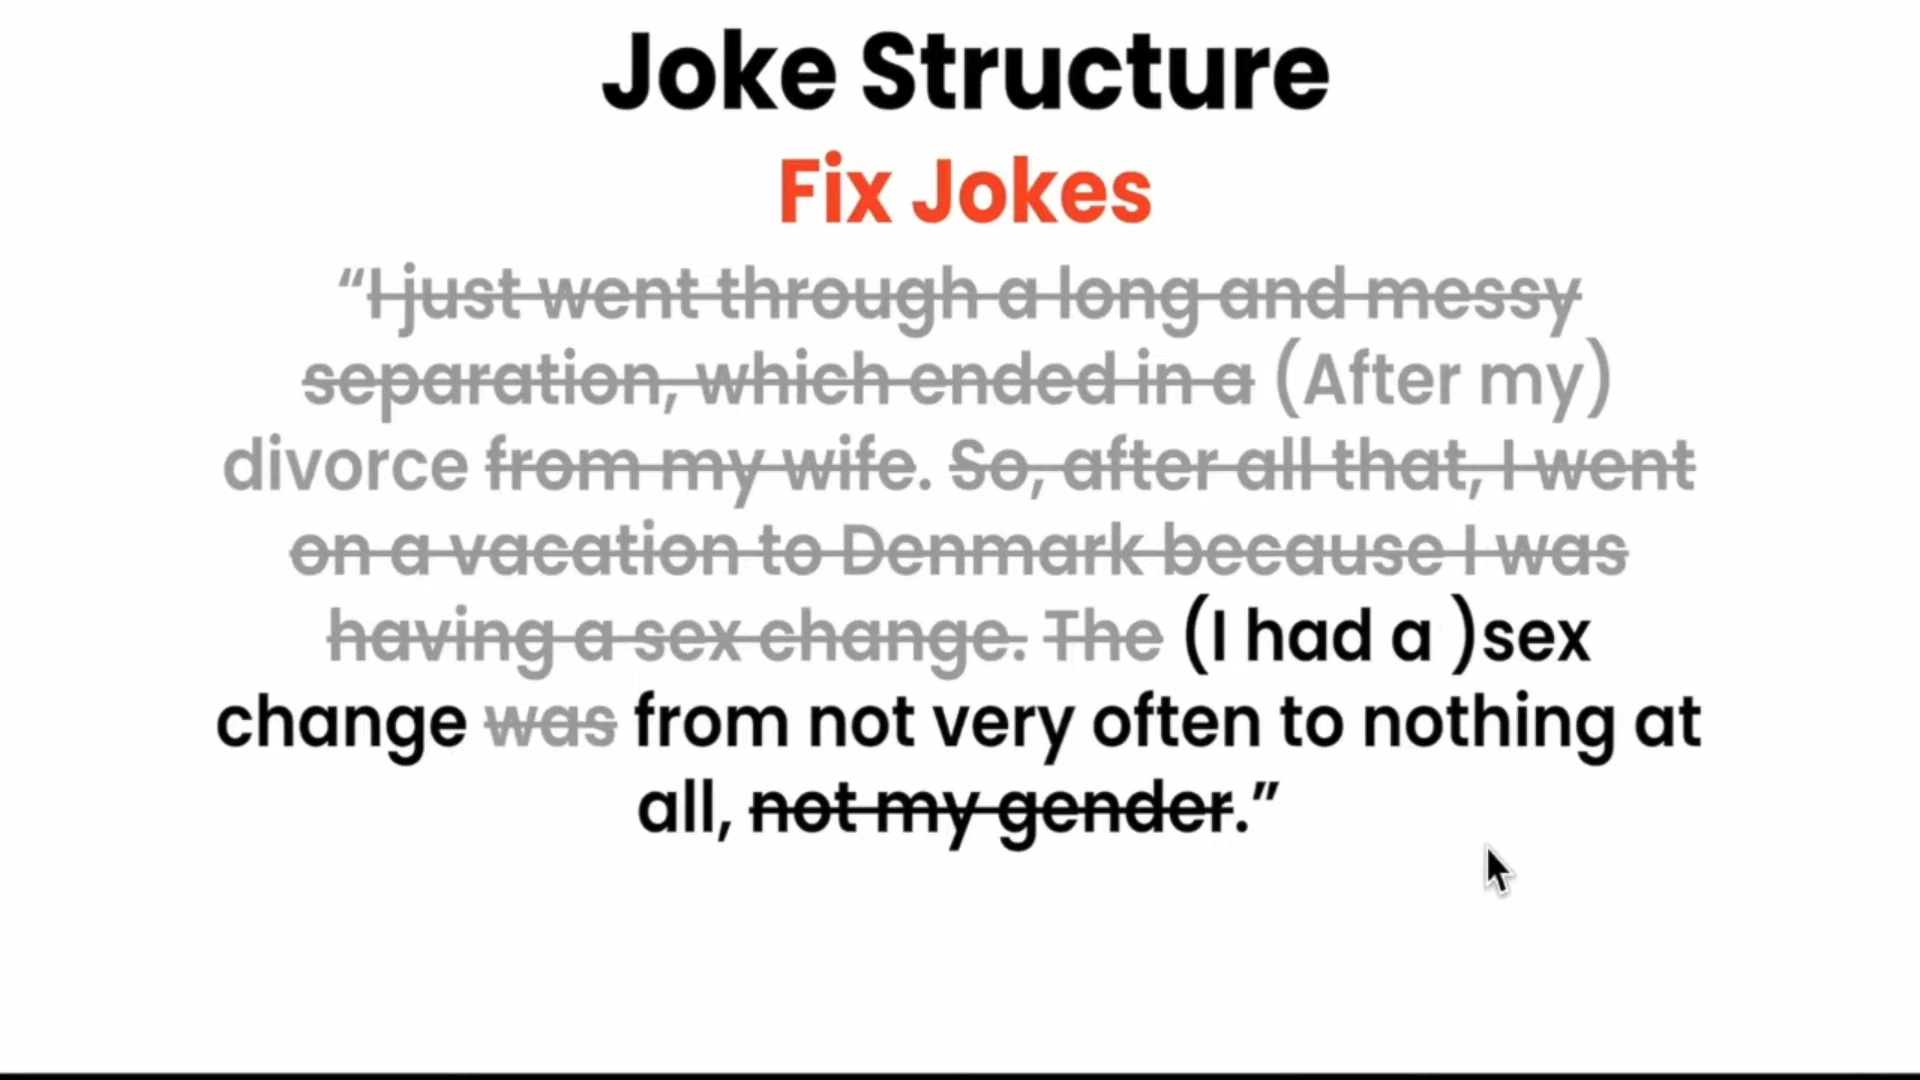 Joke Structure
Fix Jokes
“I just went through a long and messy
separation, which ended in a (After my)
divorce from my wife. So, after all that, I went
on a vacation to Denmark because I was
having a sex change. The (I had a )sex
change was from not very often to nothing at
all, not my gender.”